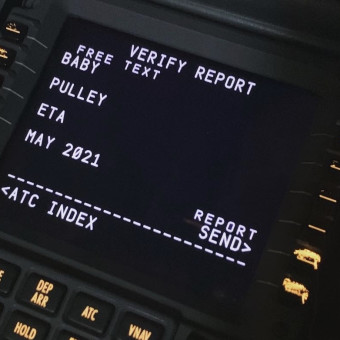 VERIFY REPORT
FREE TEXT
BABY
PULLEY
ETA
MAY 2021
--------------------------------
REPORT
<ATC INDEX SEND>
DEP
ARR
ATC
VNAV
HOLD